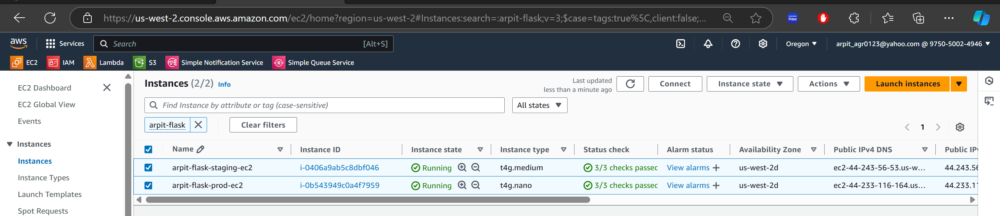 https://us-west-2.console.aws.amazon.com/ec2/home?region=us-west-2#Instances:search=:arpit-flask;v=3;$case=tags:true%5C,client:false;...
SAMSUNG Pass
aws Services Search [Alt+S] Oregon arpit_agr0123@yahoo.com @ 9750-5002-4946
EC2 IAM Lambda S3 Simple Notification Service Simple Queue Service
EC2 Dashboard
EC2 Global View
Events
Instances
Instances
Instance Types
Launch Templates
Spot Requests
Instances (2/2) Info
Last updated
less than a minute ago
Connect Instance state Actions Launch instances
Find Instance by attribute or tag (case-sensitive) All states
arpit-flask Clear filters
1
Name Instance ID Instance state Instance type Status check Alarm status Availability Zone Public IPv4 DNS Public IPv
arpit-flask-staging-ec2 i-0406a9ab5c8dbf046 Running t4g.medium 3/3 checks passec View alarms + us-west-2d ec2-44-243-56-53.us-w... 44.243.56
arpit-flask-prod-ec2 i-0b543949c0a4f7959 Running t4g.nano 3/3 checks passec View alarms + us-west-2d ec2-44-233-116-164.us... 44.233.11